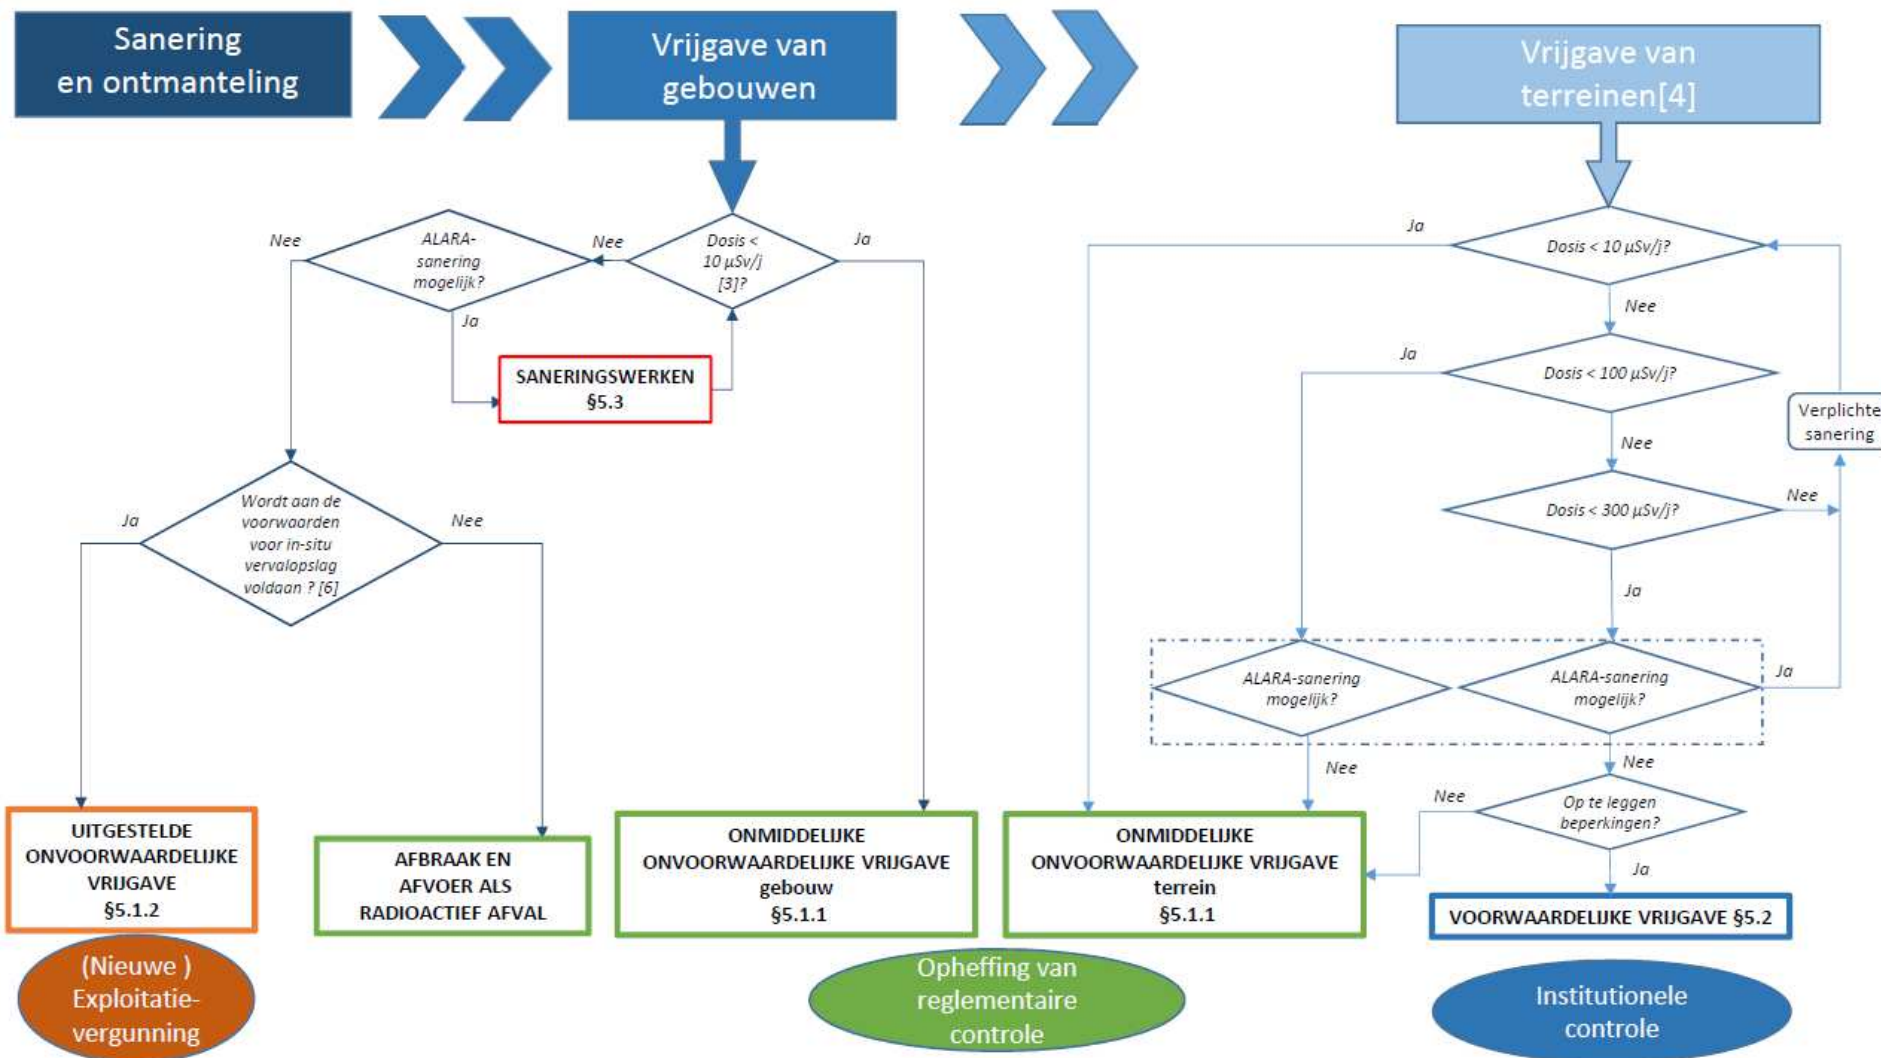 Sanering
en ontmanteling
Vrijgave van
gebouwen
Vrijgave van
terreinen[4]
Nee
ALARA-
sanering
mogelijk?
Nee
Dosis <
10 µSv/j
[3]?
Ja
Ja
SANERINGSWERKEN
§5.3
Wordt aan de
voorwaarden
voor in-situ
vervalopslag
voldaan ? [6]
Ja
Nee
Ja
Dosis < 10 µSv/j?
Nee
Ja
Dosis < 100 µSv/j?
Verplichte
sanering
Nee
Dosis < 300 µSv/j?
Nee
Ja
ALARA-sanering
mogelijk?
ALARA-sanering
mogelijk?
Ja
Nee
Nee
Nee
Op te leggen
beperkingen?
Ja
UITGESTELDE
ONVOORWAARDELIJKE
VRIJGAVE
§5.1.2
AFBRAAK EN
AFVOER ALS
RADIOACTIEF AFVAL
ONMIDDELIJKE
ONVOORWAARDELIJKE VRIJGAVE
gebouw
§5.1.1
ONMIDDELIJKE
ONVOORWAARDELIJKE VRIJGAVE
terrein
§5.1.1
VOORWAARDELIJKE VRIJGAVE §5.2
(Nieuwe )
Exploitatie-
vergunning
Opheffing van
reglementaire
controle
Institutionele
controle